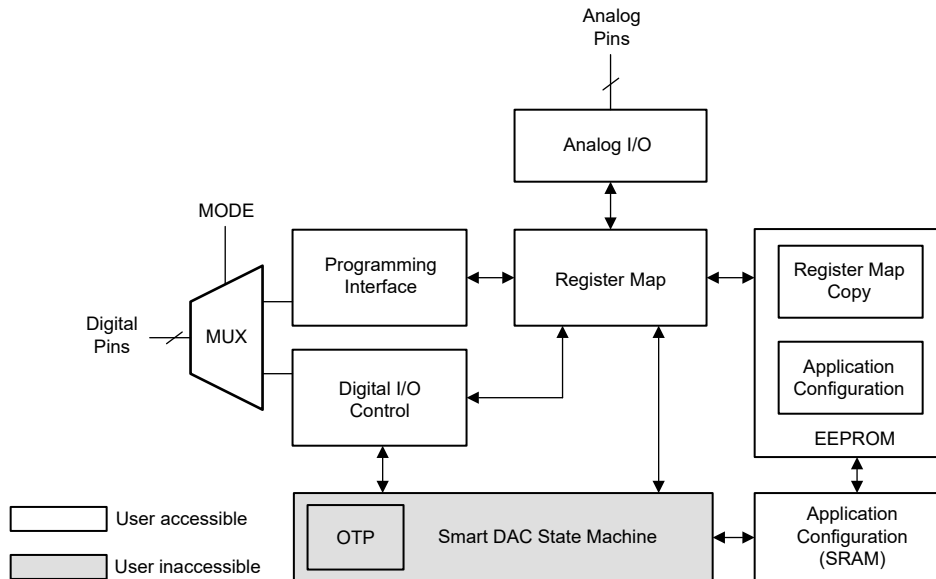 Analog
Pins
Analog I/O
MODE
Programming
Interface
Register Map
Register Map
Copy
Digital
Pins
MUX
Digital I/O
Control
Application
Configuration
EEPROM
User accessible
User inaccessible
OTP
Smart DAC State Machine
Application
Configuration
(SRAM)